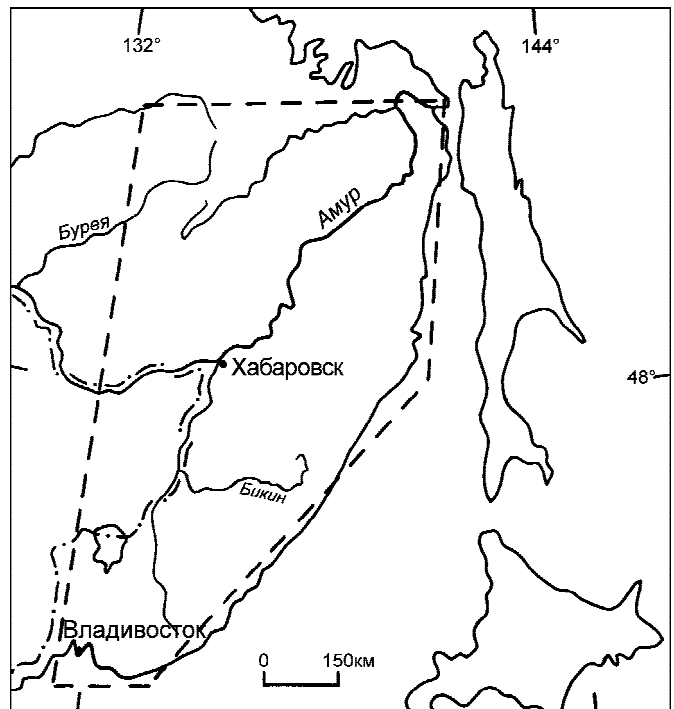 132°
144°
Амур
Бурея
Хабаровск
48°
Бикин
Владивосток
0 150км